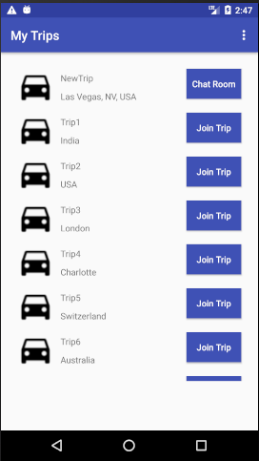 2:47
My Trips
NewTrip
Las Vegas, NV, USA
Chat Room
Trip1
India
Join Trip
Trip2
USA
Join Trip
Trip3
London
Join Trip
Trip4
Charlotte
Join Trip
Trip5
Switzerland
Join Trip
Trip6
Australia
Join Trip